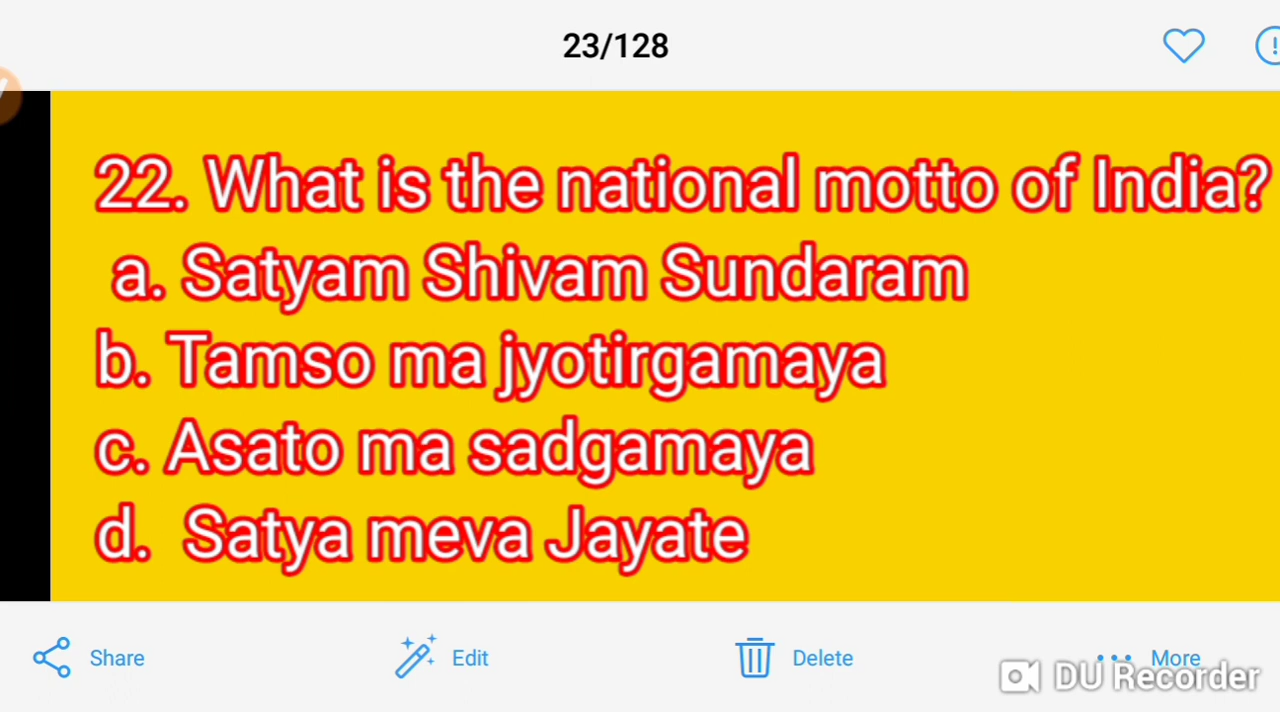 23/128
22. What is the national motto of India?
a. Satyam Shivam Sundaram
b. Tamso ma jyotirgamaya
c. Asato ma sadgamaya
d. Satya meva Jayate
Share Edit Delete More
DU Recorder